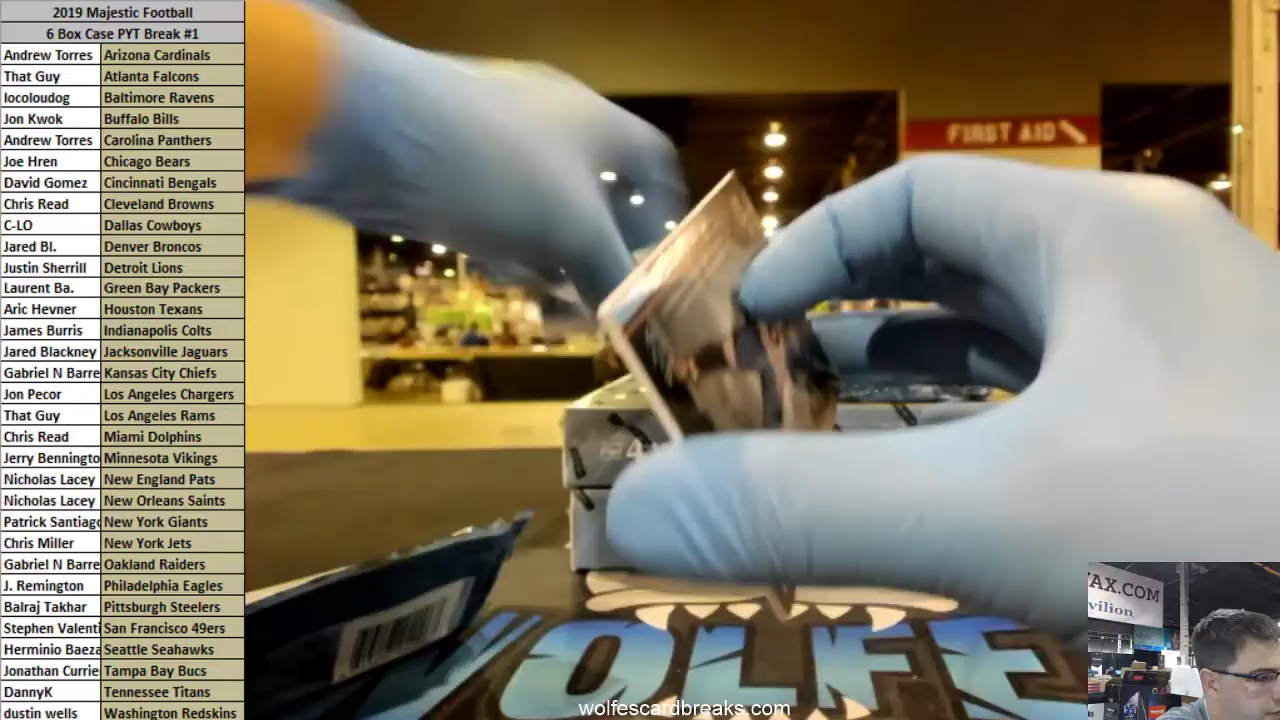 2019 Majestic Football
6 Box Case PYT Break #1
Andrew Torres Arizona Cardinals
That Guy Atlanta Falcons
locoloudog Baltimore Ravens
Jon Kwok Buffalo Bills
Andrew Torres Carolina Panthers
Joe Hren Chicago Bears
David Gomez Cincinnati Bengals
Chris Read Cleveland Browns
C-LO Dallas Cowboys
Jared Bl. Denver Broncos
Justin Sherrill Detroit Lions
Laurent Ba. Green Bay Packers
Aric Hevner Houston Texans
James Burris Indianapolis Colts
Jared Blackney Jacksonville Jaguars
Gabriel N Barre Kansas City Chiefs
Jon Pecor Los Angeles Chargers
That Guy Los Angeles Rams
Chris Read Miami Dolphins
Jerry Benningto Minnesota Vikings
Nicholas Lacey New England Pats
Nicholas Lacey New Orleans Saints
Patrick Santiago New York Giants
Chris Miller New York Jets
Gabriel N Barre Oakland Raiders
J. Remington Philadelphia Eagles
Balraj Takhar Pittsburgh Steelers
Stephen Valenti San Francisco 49ers
Herminio Baeza Seattle Seahawks
Jonathan Currie Tampa Bay Bucs
DannyK Tennessee Titans
dustin wells Washington Redskins
FIRST AID
WOLFE
wolfescardbreaks.com
AX.COM
vilion